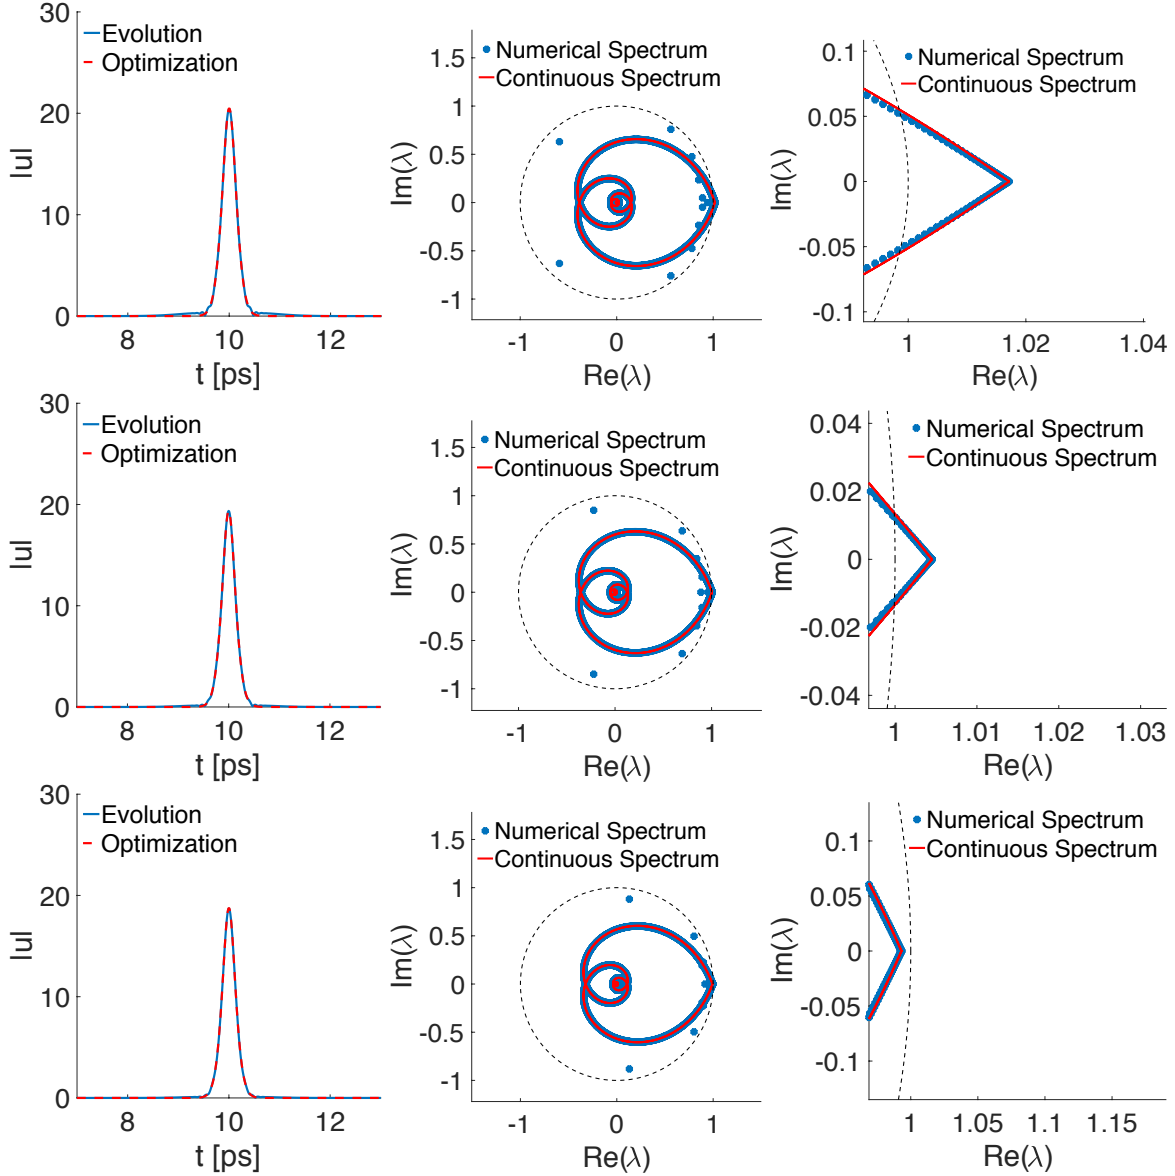 30
20
10
0
|u|
Evolution
Optimization
8
10
12
t [ps]
1.5
1
0.5
0
-0.5
-1
Im(λ)
Numerical Spectrum
Continuous Spectrum
-1
0
1
Re(λ)
0.1
0.05
0
-0.05
-0.1
Im(λ)
Numerical Spectrum
Continuous Spectrum
1
1.02
1.04
Re(λ)
30
20
10
0
|u|
Evolution
Optimization
8
10
12
t [ps]
1.5
1
0.5
0
-0.5
-1
Im(λ)
Numerical Spectrum
Continuous Spectrum
-1
0
1
Re(λ)
0.04
0.02
0
-0.02
-0.04
Im(λ)
Numerical Spectrum
Continuous Spectrum
1
1.01
1.02
1.03
Re(λ)
30
20
10
0
|u|
Evolution
Optimization
8
10
12
t [ps]
1.5
1
0.5
0
-0.5
-1
Im(λ)
Numerical Spectrum
Continuous Spectrum
-1
0
1
Re(λ)
0.1
0.05
0
-0.05
-0.1
Im(λ)
Numerical Spectrum
Continuous Spectrum
1
1.05
1.1
1.15
Re(λ)